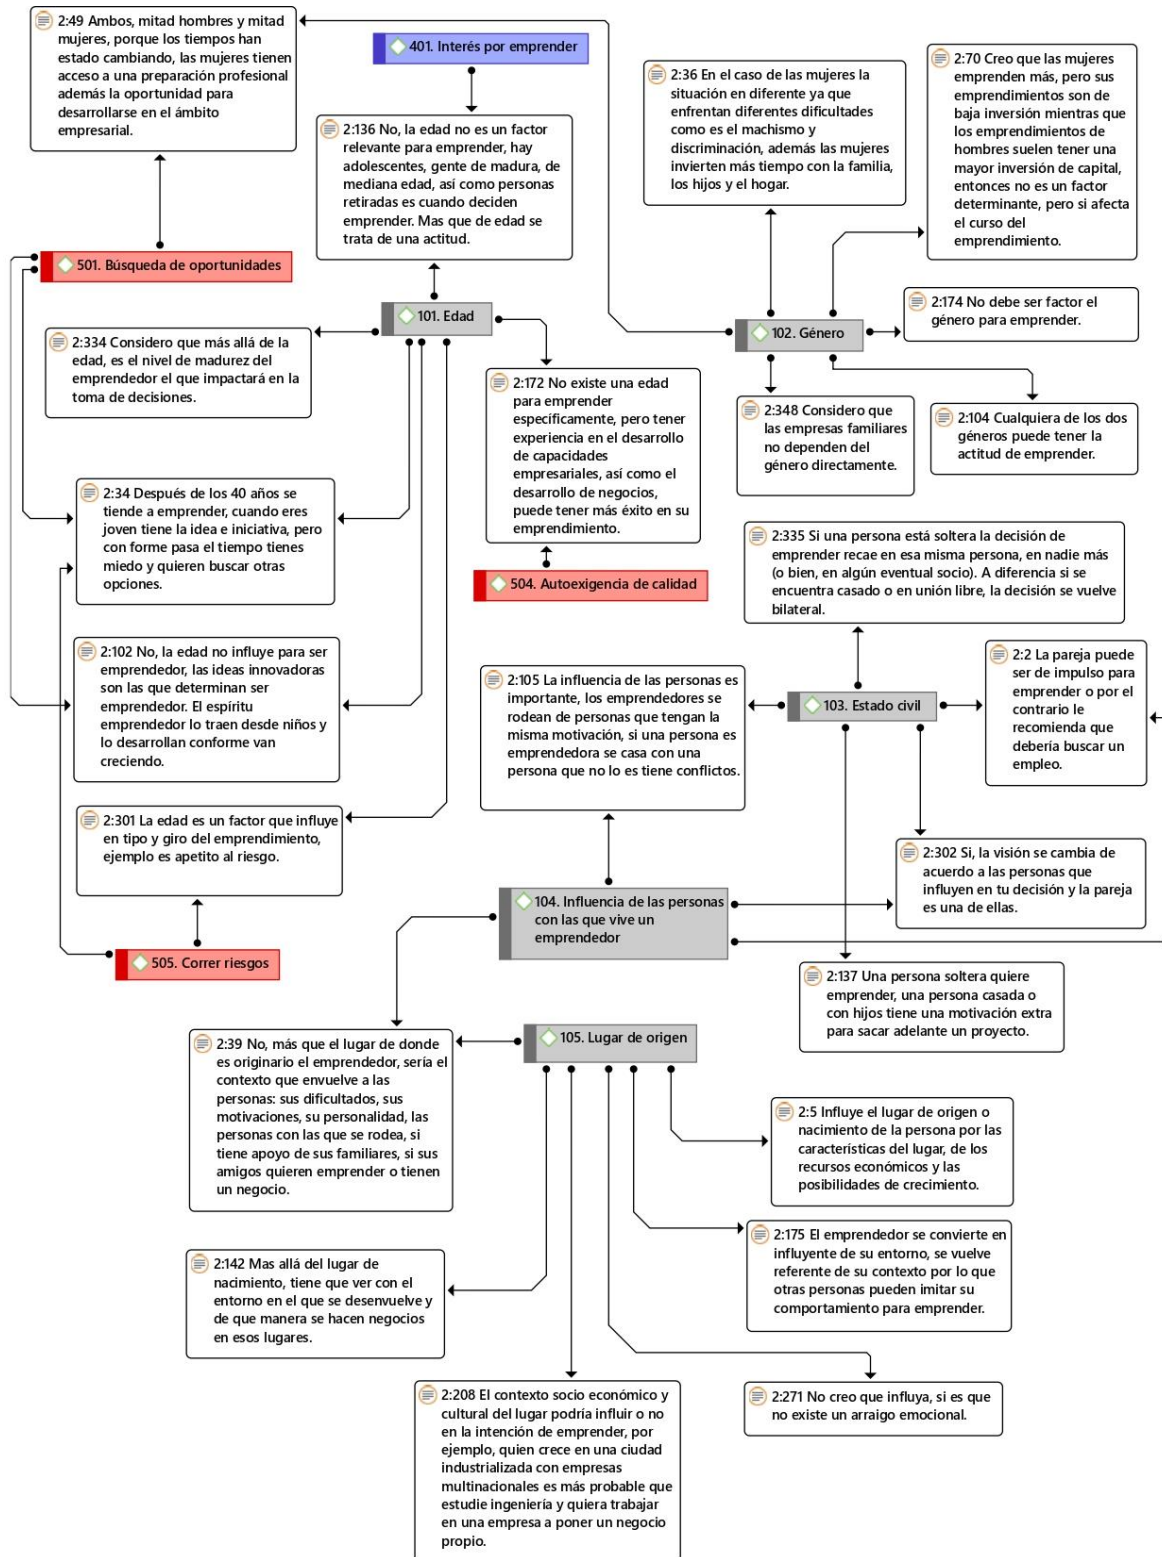 2:49 Ambos, mitad hombres y mitad
mujeres, porque los tiempos han
estado cambiando, las mujeres tienen
acceso a una preparación profesional
además la oportunidad para
desarrollarse en el ámbito
empresarial.
401. Interés por emprender
2:36 En el caso de las mujeres la
situación en diferente ya que
enfrentan diferentes dificultades
como es el machismo y
discriminación, además las mujeres
invierten más tiempo con la familia,
los hijos y el hogar.
2:70 Creo que las mujeres
emprenden más, pero sus
emprendimientos son de
baja inversión mientras que
los emprendimientos de
hombres suelen tener una
mayor inversión de capital,
entonces no es un factor
determinante, pero si afecta
el curso del
emprendimiento.
2:136 No, la edad no es un factor
relevante para emprender, hay
adolescentes, gente de madura, de
mediana edad, así como personas
retiradas es cuando deciden
emprender. Mas que de edad se
trata de una actitud.
501. Búsqueda de oportunidades
101. Edad
102. Género
2:174 No debe ser factor el
género para emprender.
2:334 Considero que más allá de la
edad, es el nivel de madurez del
emprendedor el que impactará en la
toma de decisiones.
2:172 No existe una edad
para emprender
específicamente, pero tener
experiencia en el desarrollo
de capacidades
empresariales, así como el
desarrollo de negocios,
puede tener más éxito en su
emprendimiento.
2:348 Considero que
las empresas familiares
no dependen del
género directamente.
2:104 Cualquiera de los dos
géneros puede tener la
actitud de emprender.
2:34 Después de los 40 años se
tiende a emprender, cuando eres
joven tiene la idea e iniciativa, pero
con forme pasa el tiempo tienes
miedo y quieren buscar otras
opciones.
504. Autoexigencia de calidad
2:335 Si una persona está soltera la decisión de
emprender recae en esa misma persona, en nadie más
(o bien, en algún eventual socio). A diferencia si se
encuentra casado o en unión libre, la decisión se vuelve
bilateral.
2:102 No, la edad no influye para ser
emprendedor, las ideas innovadoras
son las que determinan ser
emprendedor. El espíritu
emprendedor lo traen desde niños y
lo desarrollan conforme van
creciendo.
2:105 La influencia de las personas es
importante, los emprendedores se
rodean de personas que tengan la
misma motivación, si una persona es
emprendedora se casa con una
persona que no lo es tiene conflictos.
103. Estado civil
2:2 La pareja puede
ser de impulso para
emprender o por el
contrario le
recomienda que
debería buscar un
empleo.
2:301 La edad es un factor que influye
en tipo y giro del emprendimiento,
ejemplo es apetito al riesgo.
2:302 Si, la visión se cambia de
acuerdo a las personas que
influyen en tu decisión y la pareja
es una de ellas.
104. Influencia de las personas
con las que vive un
emprendedor
505. Correr riesgos
2:137 Una persona soltera quiere
emprender, una persona casada o
con hijos tiene una motivación extra
para sacar adelante un proyecto.
2:39 No, más que el lugar de donde
es originario el emprendedor, sería el
contexto que envuelve a las
personas: sus dificultados, sus
motivaciones, su personalidad, las
personas con las que se rodea, si
tiene apoyo de sus familiares, si sus
amigos quieren emprender o tienen
un negocio.
105. Lugar de origen
2:5 Influye el lugar de origen o
nacimiento de la persona por las
características del lugar, de los
recursos económicos y las
posibilidades de crecimiento.
2:175 El emprendedor se convierte en
influyente de su entorno, se vuelve
referente de su contexto por lo que
otras personas pueden imitar su
comportamiento para emprender.
2:142 Mas allá del lugar de
nacimiento, tiene que ver con el
entorno en el que se desenvuelve y
de que manera se hacen negocios
en esos lugares.
2:208 El contexto socio económico y
cultural del lugar podría influir o no
en la intención de emprender, por
ejemplo, quien crece en una ciudad
industrializada con empresas
multinacionales es más probable que
estudie ingeniería y quiera trabajar
en una empresa a poner un negocio
propio.
2:271 No creo que influya, si es que
no existe un arraigo emocional.